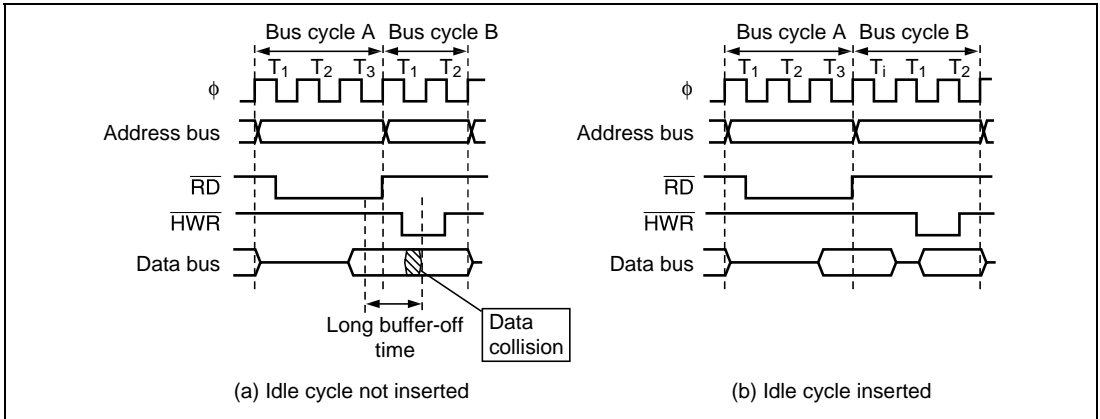 Bus cycle A Bus cycle B
T1 T2 T3 T1 T2
φ
Address bus
RD
HWR
Data bus
Long buffer-off
time
Data
collision
(a) Idle cycle not inserted
Bus cycle A Bus cycle B
T1 T2 T3 Ti T1 T2
φ
Address bus
RD
HWR
Data bus
(b) Idle cycle inserted